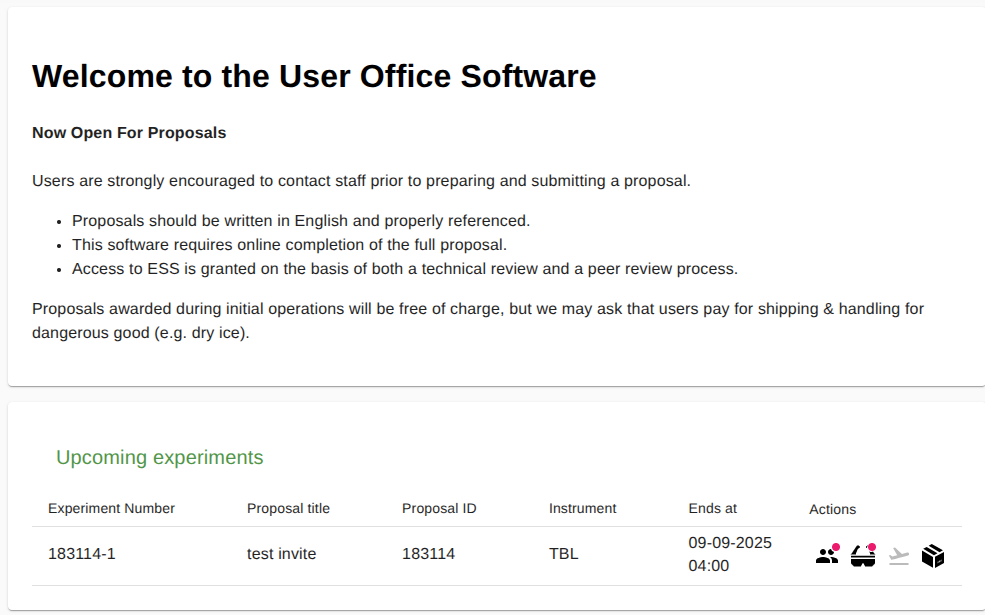 Welcome to the User Office Software
Now Open For Proposals
Users are strongly encouraged to contact staff prior to preparing and submitting a proposal.
• Proposals should be written in English and properly referenced.
• This software requires online completion of the full proposal.
• Access to ESS is granted on the basis of both a technical review and a peer review process.
Proposals awarded during initial operations will be free of charge, but we may ask that users pay for shipping & handling for
dangerous good (e.g. dry ice).
Upcoming experiments
Experiment Number Proposal title Proposal ID Instrument Ends at Actions
183114-1 test invite 183114 TBL 09-09-2025
04:00